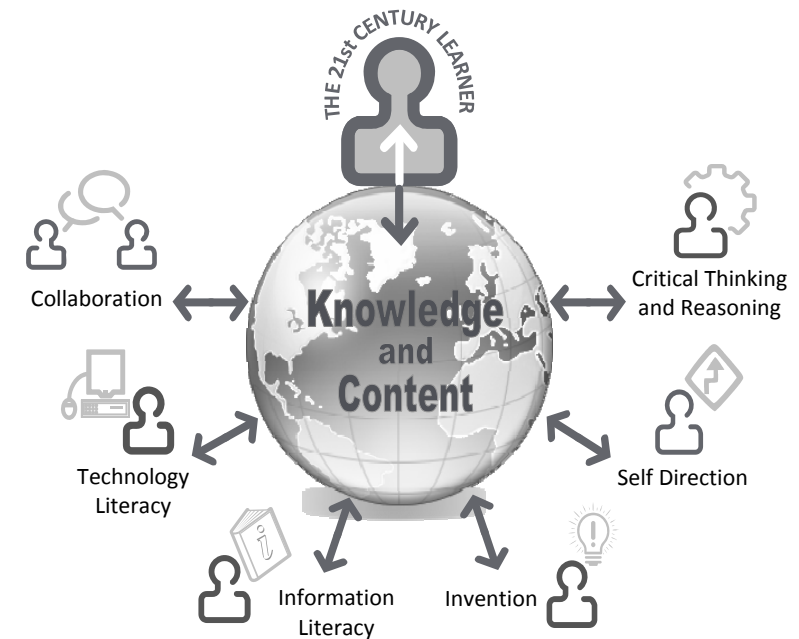 THE 21st CENTURY LEARNER
Knowledge
and
Content
Collaboration
Critical Thinking
and Reasoning
Technology
Literacy
Self Direction
Information
Literacy
Invention
i
!